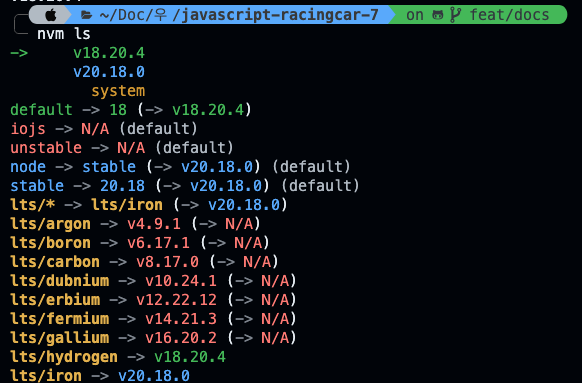 ~/Doc/우 /javascript-racingcar-7 on feat/docs
nvm ls
-> v18.20.4
v20.18.0
system
default -> 18 (-> v18.20.4)
iojs -> N/A (default)
unstable -> N/A (default)
node -> stable (-> v20.18.0) (default)
stable -> 20.18 (-> v20.18.0) (default)
lts/* -> lts/iron (-> v20.18.0)
lts/argon -> v4.9.1 (-> N/A)
lts/boron -> v6.17.1 (-> N/A)
lts/carbon -> v8.17.0 (-> N/A)
lts/dubnium -> v10.24.1 (-> N/A)
lts/erbium -> v12.22.12 (-> N/A)
lts/fermium -> v14.21.3 (-> N/A)
lts/gallium -> v16.20.2 (-> N/A)
lts/hydrogen -> v18.20.4
lts/iron -> v20.18.0